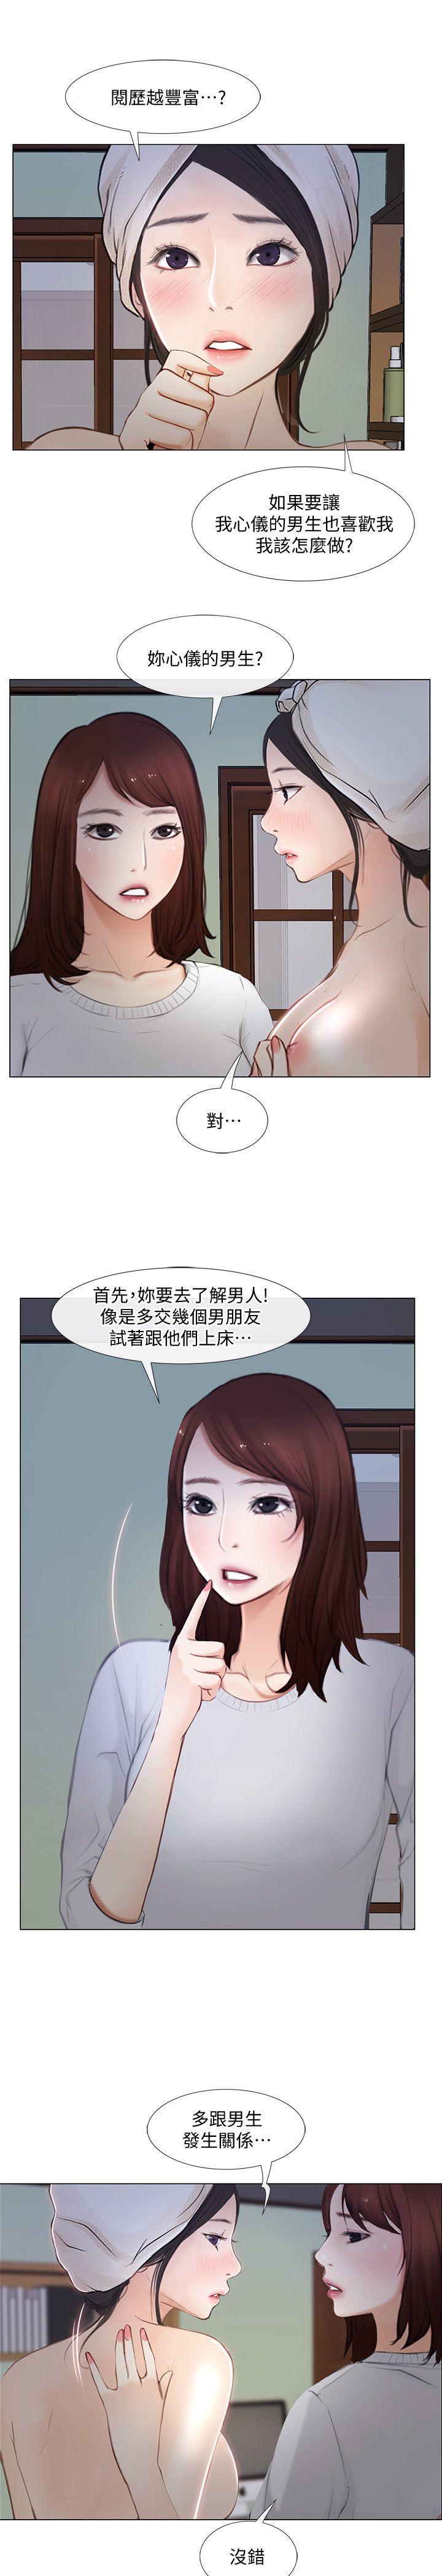 閱歷越豐富⋯?
如果要讓
我心儀的男生也喜歡我
我該怎麼做?
妳心儀的男生?
對⋯
首先,妳要去了解男人!
像是多交幾個男朋友
試著跟他們上床⋯
多跟男生
發生關係⋯
沒錯